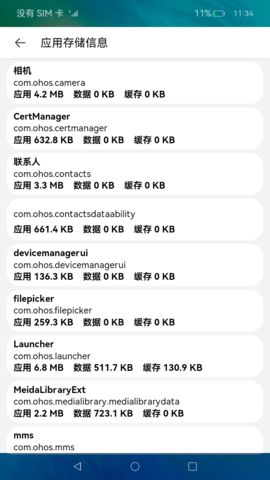 没有 SIM 卡
11%
11:34
应用存储信息
相机
com.ohos.camera
应用 4.2 MB 数据 0 KB 缓存 0 KB
CertManager
com.ohos.certmanager
应用 632.8 KB 数据 0 KB 缓存 0 KB
联系人
com.ohos.contacts
应用 3.3 MB 数据 0 KB 缓存 0 KB
com.ohos.contactsdataability
应用 661.4 KB 数据 0 KB 缓存 0 KB
devicemanagerui
com.ohos.devicemanagerui
应用 136.3 KB 数据 0 KB 缓存 0 KB
filepicker
com.ohos.filepicker
应用 259.3 KB 数据 0 KB 缓存 0 KB
Launcher
com.ohos.launcher
应用 6.8 MB 数据 511.7 KB 缓存 130.9 KB
MeidaLibraryExt
com.ohos.medialibrary.medialibrarydata
应用 2.2 MB 数据 723.1 KB 缓存 0 KB
mms
com.ohos.mms